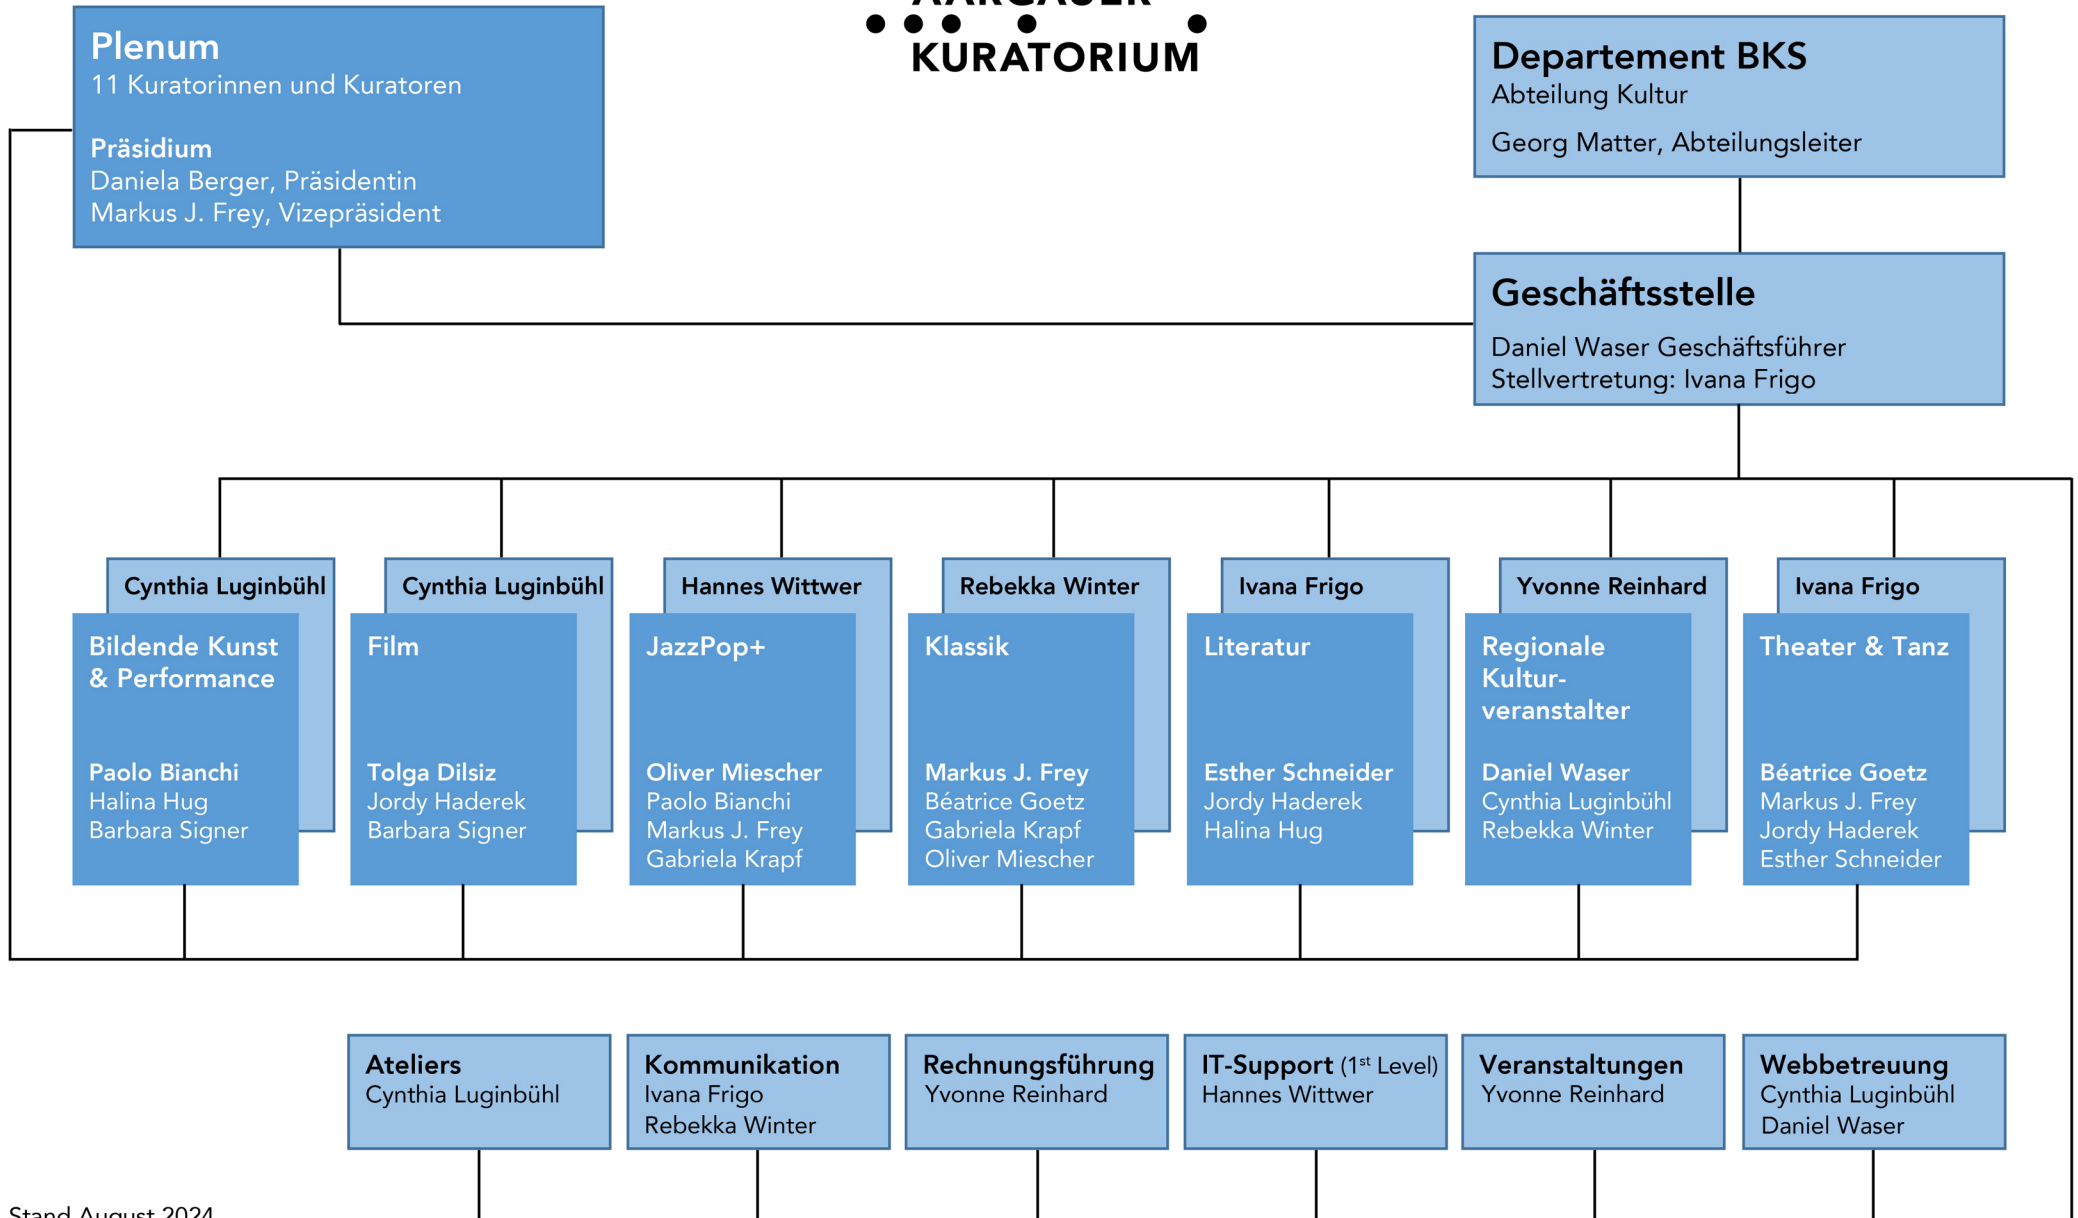 AARGAUER
KURATORIUM
Plenum
11 Kuratorinnen und Kuratoren
Präsidium
Daniela Berger, Präsidentin
Markus J. Frey, Vizepräsident
Departement BKS
Abteilung Kultur
Georg Matter, Abteilungsleiter
Geschäftsstelle
Daniel Waser Geschäftsführer
Stellvertretung: Ivana Frigo
Cynthia Luginbühl
Bildende Kunst
& Performance
Paolo Bianchi
Halina Hug
Barbara Signer
Cynthia Luginbühl
Film
Tolga Dilsiz
Jordy Haderek
Barbara Signer
Hannes Wittwer
JazzPop+
Oliver Miescher
Paolo Bianchi
Markus J. Frey
Gabriela Krapf
Rebekka Winter
Klassik
Markus J. Frey
Béatrice Goetz
Gabriela Krapf
Oliver Miescher
Ivana Frigo
Literatur
Esther Schneider
Jordy Haderek
Halina Hug
Yvonne Reinhard
Regionale
Kultur-
veranstalter
Daniel Waser
Cynthia Luginbühl
Rebekka Winter
Ivana Frigo
Theater & Tanz
Béatrice Goetz
Markus J. Frey
Jordy Haderek
Esther Schneider
Ateliers
Cynthia Luginbühl
Kommunikation
Ivana Frigo
Rebekka Winter
Rechnungsführung
Yvonne Reinhard
IT-Support (1st Level)
Hannes Wittwer
Veranstaltungen
Yvonne Reinhard
Webbetreuung
Cynthia Luginbühl
Daniel Waser
Stand August 2024